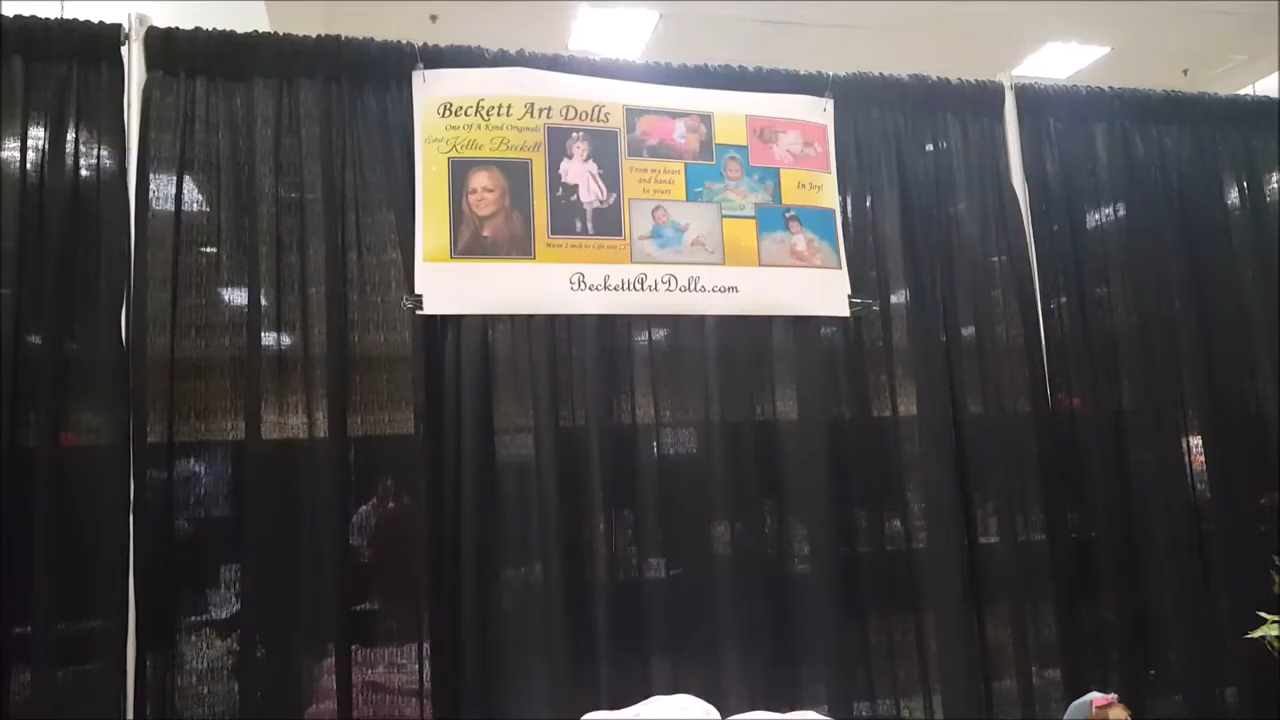 Beckett Art Dolls
One Of A Kind Originals
Artist Kellie Beckett
From my heart
and hands
to yours
In Joy!
BeckettArtDolls.com